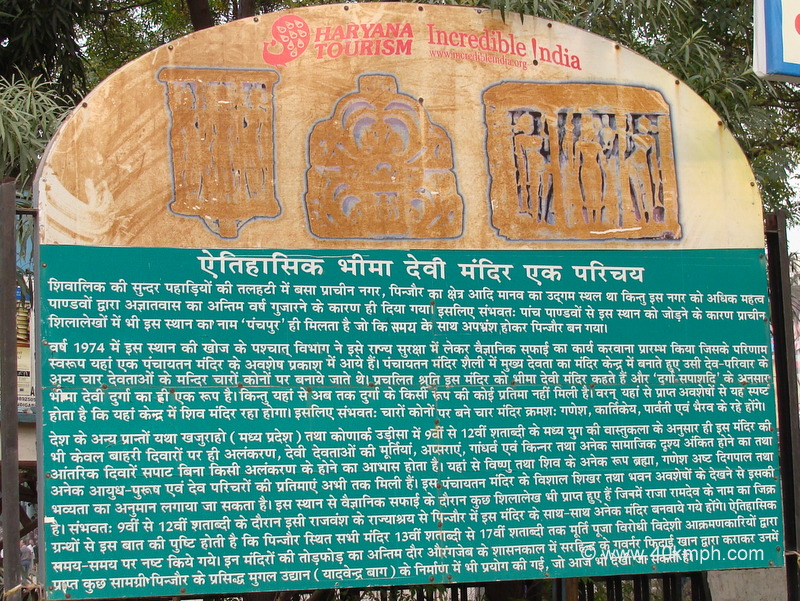 HARYANA
TOURISM
Incredible !ndia
www.incredibleindia.org
ऐतिहासिक भीमा देवी मंदिर एक परिचय
शिवालिक की सुन्दर पहाड़ियों की तलहटी में बसा प्राचीन नगर, पिन्जौर का क्षेत्र आदि मानव का उद्गम स्थल था किन्तु इस नगर को अधिक महत्व
पाण्डवों द्वारा अज्ञातवास का अन्तिम वर्ष गुजारने के कारण ही दिया गया। इसलिए संभवतः पांच पाण्डवों से इस स्थान को जोड़ने के कारण प्राचीन
शिलालेखों में भी इस स्थान का नाम 'पंचपुर' ही मिलता है जो कि समय के साथ अपभ्रंश होकर पिन्जौर बन गया।
वर्ष 1974 में इस स्थान की खोज के पश्चात् विभाग ने इसे राज्य सुरक्षा में लेकर वैज्ञानिक सफाई का कार्य करवाना प्रारम्भ किया जिसके परिणाम
स्वरूप यहां एक पंचायतन मंदिर के अवशेष प्रकाश में आये हैं। पंचायतन मंदिर शैली में मुख्य देवता का मंदिर केन्द्र में बनाते हुए उसी देव-परिवार के
अन्य चार देवताओं के मन्दिर चारों कोनों पर बनाये जाते थे। प्रचलित श्रुति इस मंदिर को भीमा देवी मंदिर कहते हैं और 'दुर्गा सप्तशदि' के अनुसार
भीमा देवी दुर्गा का ही एक रूप है। किन्तु यहां से अब तक दुर्गा के किसी रूप की कोई प्रतिमा नहीं मिली है। वरन् यहां से प्राप्त अवशेषों से यह स्पष्ट
होता है कि यहां केन्द्र में शिव मंदिर रहा होगा। इसलिए संभवतः चारों कोनों पर बने चार मंदिर क्रमशः गणेश, कार्तिकेय, पार्वती एवं भैरव के रहे होंगे।
देश के अन्य प्रान्तों यथा खजुराहो ( मध्य प्रदेश ) तथा कोणार्क उड़ीसा में 9वीं से 12वीं शताब्दी के मध्य युग की वास्तुकला के अनुसार ही इस मंदिर की
भी केवल बाहरी दिवारों पर ही अलंकरण, देवी देवताओं की मूर्तियां, अप्सराएं, गांधर्व एवं किन्नर तथा अनेक सामाजिक दृश्य अंकित होने का तथा
आंतरिक दिवारें सपाट बिना किसी अलंकरण के होने का आभास होता है। यहां से विष्णु तथा शिव के अनेक रूप ब्रह्मा, गणेश अष्ट दिगपाल तथा
अनेक आयुध-पुरूष एवं देव परिचरों की प्रतिमाएं अभी तक मिली हैं। इस पंचायतन मंदिर के विशाल शिखर तथा भवन अवशेषों के देखने से इसकी
भव्यता का अनुमान लगाया जा सकता है। इस स्थान से वैज्ञानिक सफाई के दौरान कुछ शिलालेख भी प्राप्त हुए हैं जिनमें राजा रामदेव के नाम का जिक्र
है। संभवतः 9वीं से 12वीं शताब्दी के दौरान इसी राजवंश के राज्याश्रय से पिन्जौर में इस मंदिर के साथ-साथ अनेक मंदिर बनवाये गये होंगे। ऐतिहासिक
ग्रन्थों से इस बात की पुष्टि होती है कि पिन्जौर स्थित सभी मंदिर 13वीं शताब्दी से 17वीं शताब्दी तक मूर्ति पूजा विरोधी विदेशी आक्रमणकारियों द्वारा
समय-समय पर नष्ट किये गये। इन मंदिरों की तोड़फोड़ का अन्तिम दौर औरंगजेब के शासनकाल में सरहिंद के गवर्नर फिदाई खान द्वारा कराकर उनमें
प्राप्त कुछ सामग्री पिन्जौर के प्रसिद्ध मुगल उद्यान ( यादवेन्द्र बाग ) के निर्माण में भी प्रयोग की गई, जो आज भी देखी जा सकती है।
© www.40kmph.com